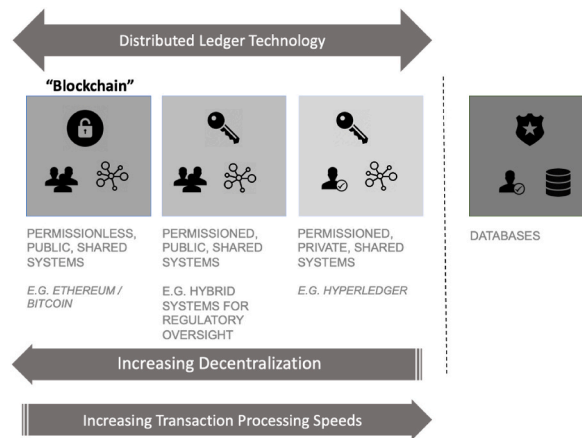 Distributed Ledger Technology
“Blockchain”
PERMISSIONLESS,
PUBLIC, SHARED
SYSTEMS
E.G. ETHEREUM /
BITCOIN
PERMISSIONED,
PUBLIC, SHARED
SYSTEMS
E.G. HYBRID
SYSTEMS FOR
REGULATORY
OVERSIGHT
PERMISSIONED,
PRIVATE, SHARED
SYSTEMS
E.G. HYPERLEDGER
DATABASES
Increasing Decentralization
Increasing Transaction Processing Speeds